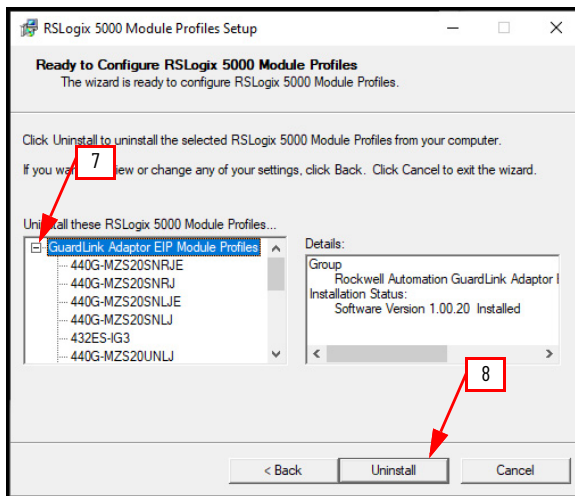 RSLogix 5000 Module Profiles Setup
Ready to Configure RSLogix 5000 Module Profiles
The wizard is ready to configure RSLogix 5000 Module Profiles.
Click Uninstall to uninstall the selected RSLogix 5000 Module Profiles from your computer.
7
If you wan iew or change any of your settings, click Back. Click Cancel to exit the wizard.
Uninstall these RSLogix 5000 Module Profiles...
GuardLink Adaptor EIP Module Profiles
440G-MZS20SNRJE
440G-MZS20SNRJ
440G-MZS20SNLJE
440G-MZS20SNLJ
432ES-IG3
440G-MZS20UNLJ
Details:
Group
Rockwell Automation GuardLink Adaptor
Installation Status:
Software Version 1.00.20 Installed
8
< Back
Uninstall
Cancel